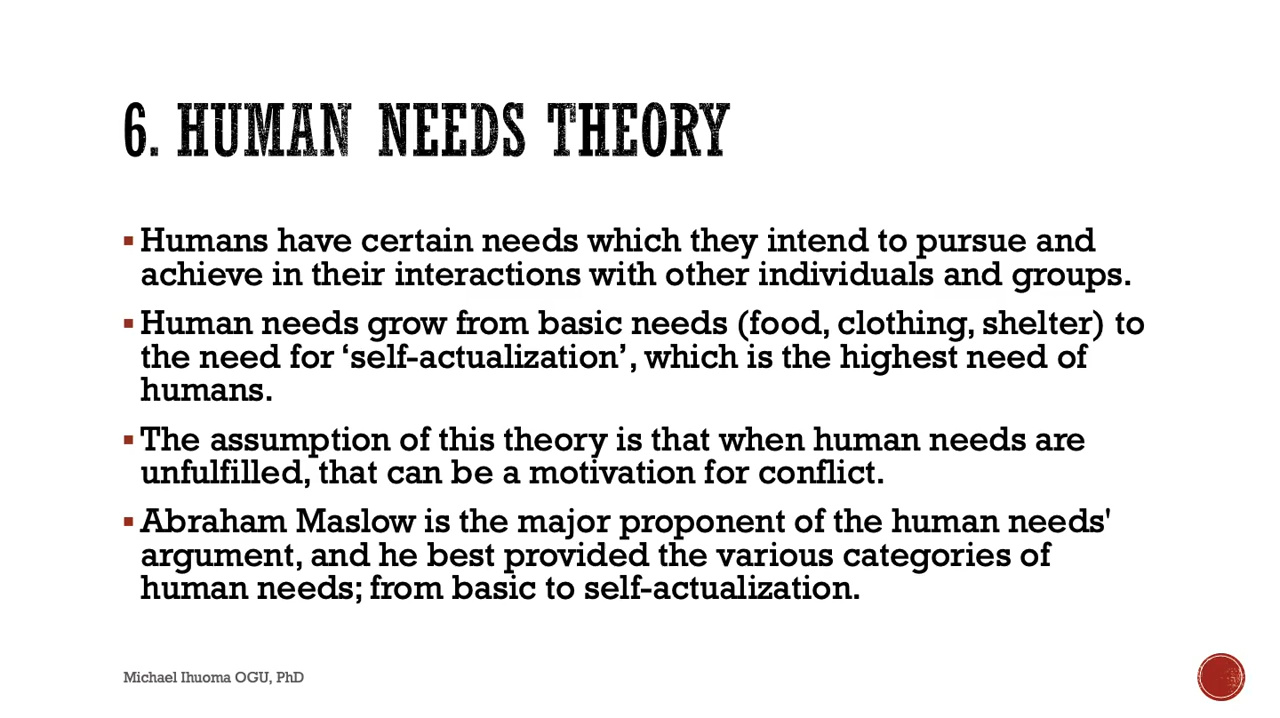 6. HUMAN NEEDS THEORY
▪ Humans have certain needs which they intend to pursue and
achieve in their interactions with other individuals and groups.
▪ Human needs grow from basic needs (food, clothing, shelter) to
the need for ‘self-actualization’, which is the highest need of
humans.
▪ The assumption of this theory is that when human needs are
unfulfilled, that can be a motivation for conflict.
▪ Abraham Maslow is the major proponent of the human needs'
argument, and he best provided the various categories of
human needs; from basic to self-actualization.
Michael Ihuoma OGU, PhD